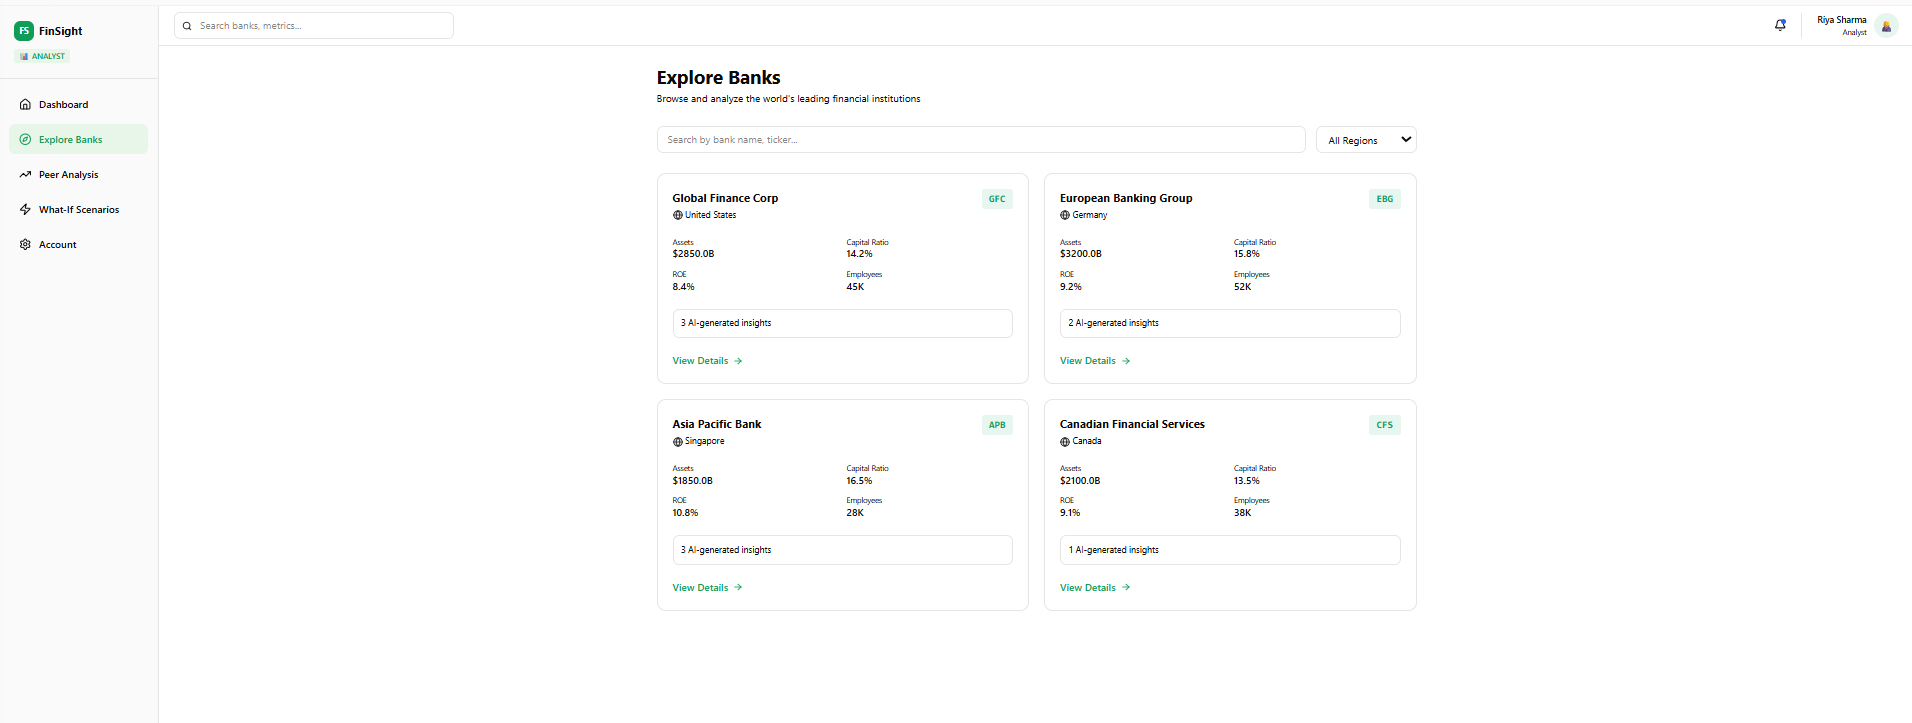 FS FinSight
ANALYST
Dashboard
Explore Banks
Peer Analysis
What-If Scenarios
Account
Search banks, metrics...
Riya Sharma
Analyst
Explore Banks
Browse and analyze the world's leading financial institutions
Search by bank name, ticker...
All Regions
Global Finance Corp
GFC
United States
Assets
Capital Ratio
$2850.0B
14.2%
ROE
Employees
8.4%
45K
3 AI-generated insights
View Details →
European Banking Group
EBG
Germany
Assets
Capital Ratio
$3200.0B
15.8%
ROE
Employees
9.2%
52K
2 AI-generated insights
View Details →
Asia Pacific Bank
APB
Singapore
Assets
Capital Ratio
$1850.0B
16.5%
ROE
Employees
10.8%
28K
3 AI-generated insights
View Details →
Canadian Financial Services
CFS
Canada
Assets
Capital Ratio
$2100.0B
13.5%
ROE
Employees
9.1%
38K
1 AI-generated insights
View Details →